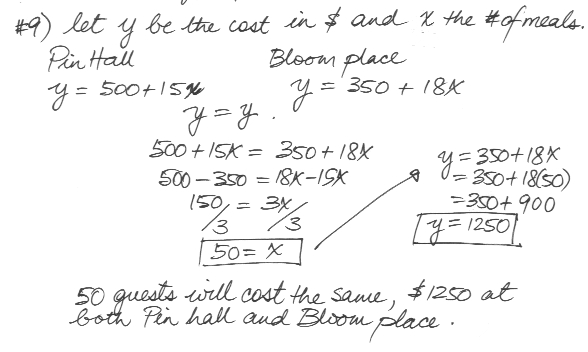 #9) let y be the cost in $ and x the # of meals.
Pin Hall
Bloom place
y = 500 + 15x
y = 350 + 18x
y = y.
500 + 15x = 350 + 18x
500 - 350 = 18x - 15x
150/3 = 3x/3
50 = x
y = 350 + 18x
= 350 + 18(50)
= 350 + 900
y = 1250
50 guests will cost the same, $1250 at
both Pin hall and Bloom place.